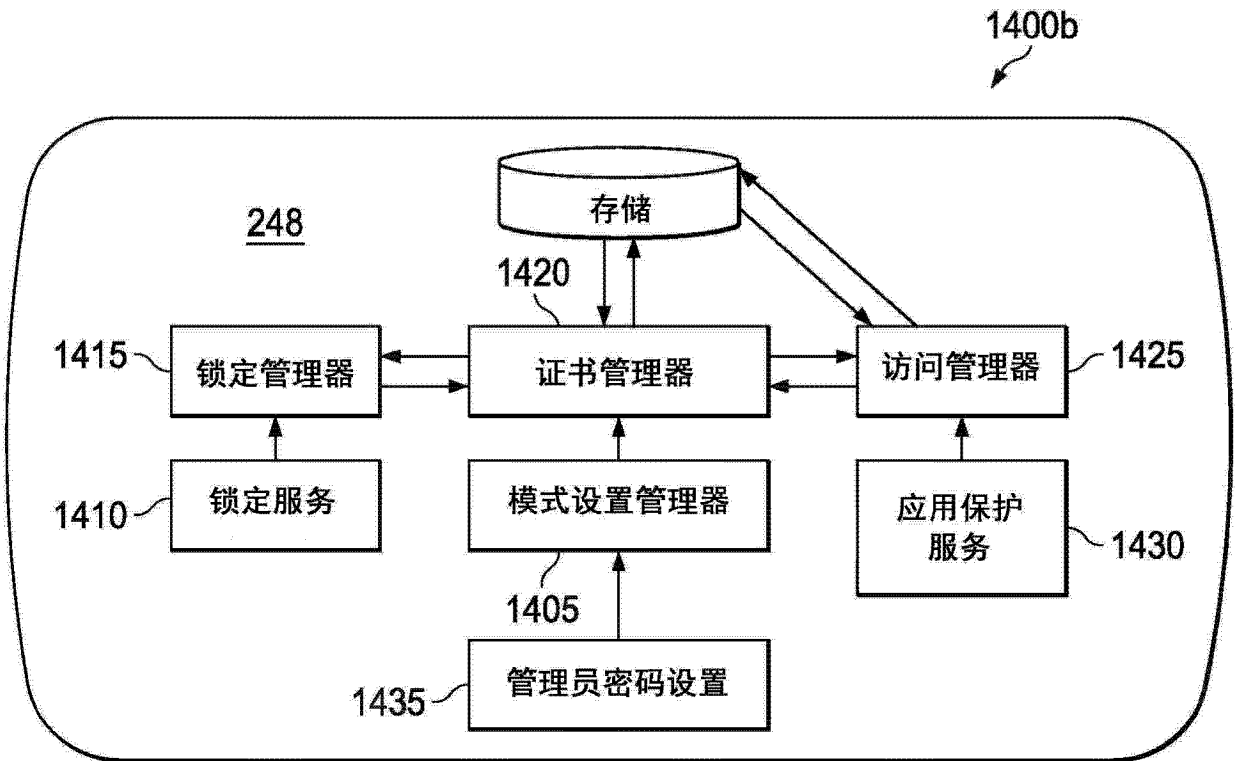 1400b
存储
248
1420
1415
锁定管理器
证书管理器
访问管理器
1425
1410
锁定服务
模式设置管理器
应用保护
服务
1430
1405
1435
管理员密码设置